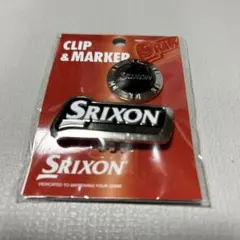 CLIP
& MARKER
SRIXON
SRIXON
SRIXON
DEDICATED TO IMPROVING YOUR GAME